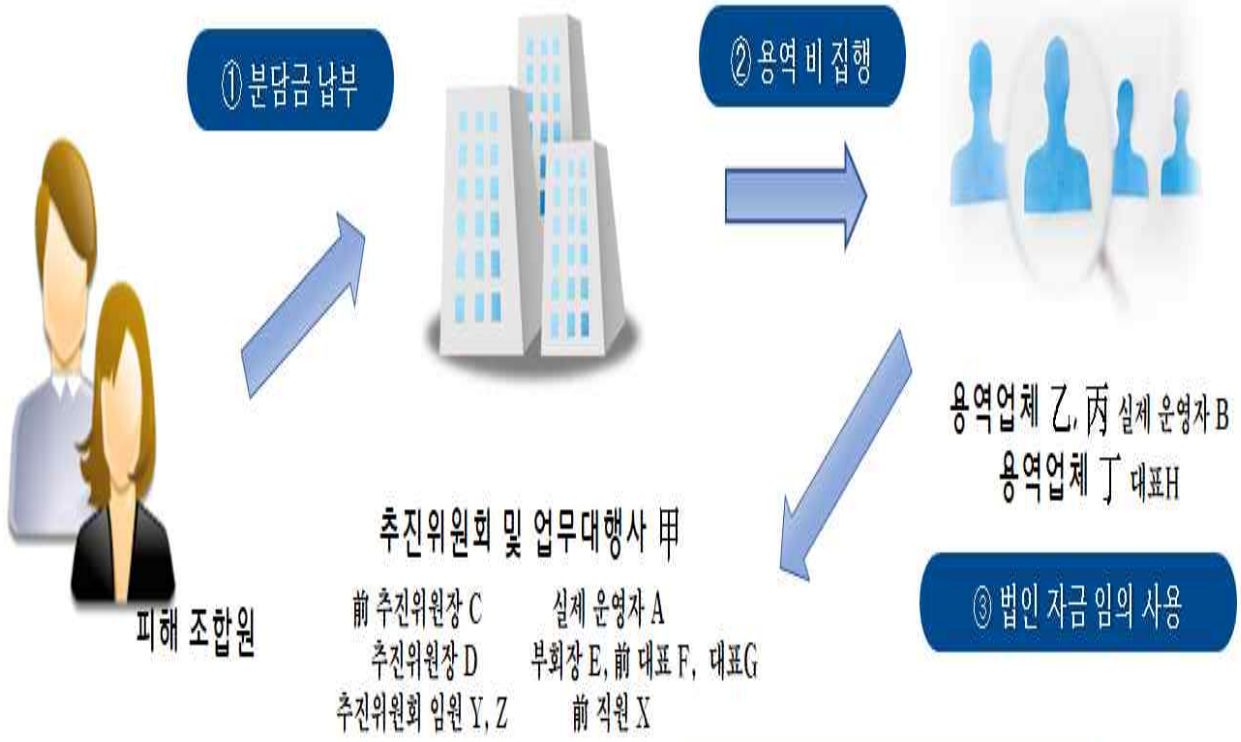 ① 분담금 납부
② 용역 비 집행
피해 조합원
추진위원회 및 업무대행사 甲
前 추진위원장 C 실제 운영자 A
추진위원장 D 부회장 E, 前 대표 F, 대표G
추진위원회 임원 Y, Z 前 직원 X
용역업체 乙, 丙 실제 운영자 B
용역업체 丁 대표H
③ 법인 자금 임의 사용